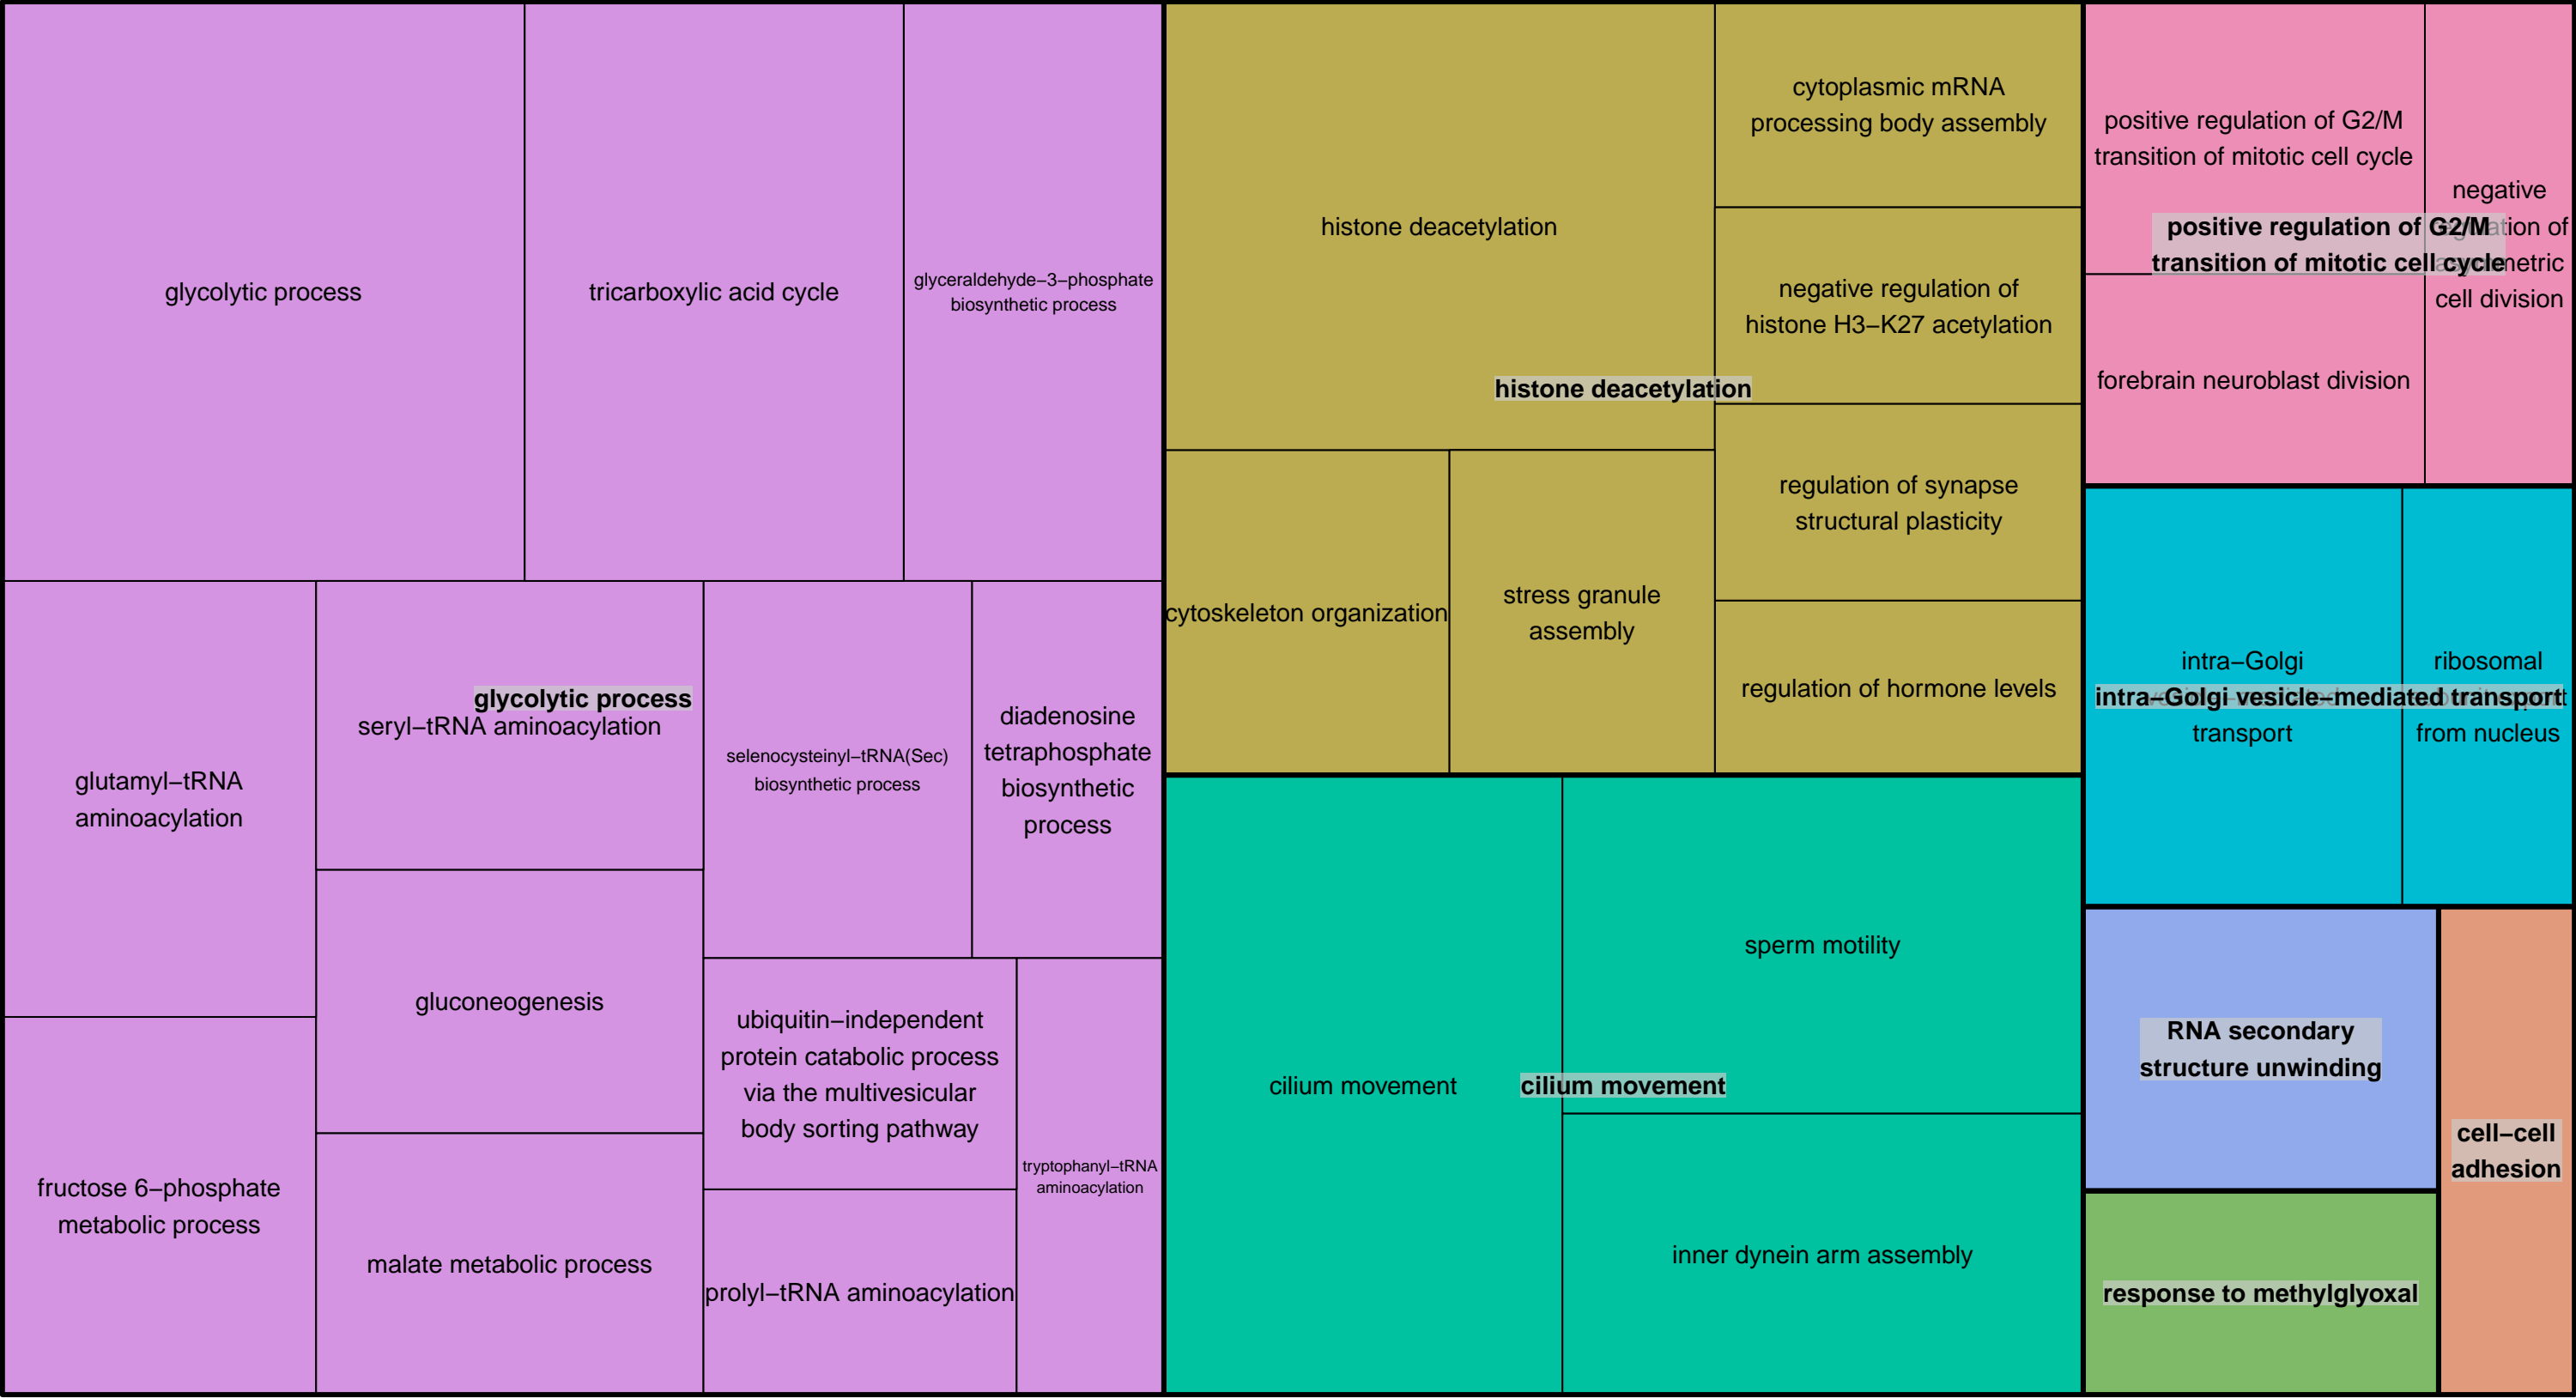 glycolytic process
tricarboxylic acid cycle
glyceraldehyde−3−phosphate
biosynthetic process
glutamyl−tRNA
aminoacylation
glycolytic process
seryl−tRNA aminoacylation
selenocysteinyl−tRNA(Sec)
biosynthetic process
diadenosine
tetraphosphate
biosynthetic
process
gluconeogenesis
ubiquitin−independent
protein catabolic process
via the multivesicular
body sorting pathway
tryptophanyl−tRNA
aminoacylation
fructose 6−phosphate
metabolic process
malate metabolic process
prolyl−tRNA aminoacylation
histone deacetylation
cytoplasmic mRNA
processing body assembly
negative regulation of
histone H3−K27 acetylation
histone deacetylation
cytoskeleton organization
stress granule
assembly
regulation of synapse
structural plasticity
regulation of hormone levels
cilium movement
sperm motility
cilium movement
inner dynein arm assembly
positive regulation of G2/M
transition of mitotic cell cycle
negative
of
cell division
positive regulation of G2/M
transition of mitotic cell cycle
forebrain neuroblast division
intra−Golgi
transport
ribosomal
from nucleus
intra−Golgi vesicle−mediated transport
RNA secondary
structure unwinding
cell−cell
adhesion
response to methylglyoxal